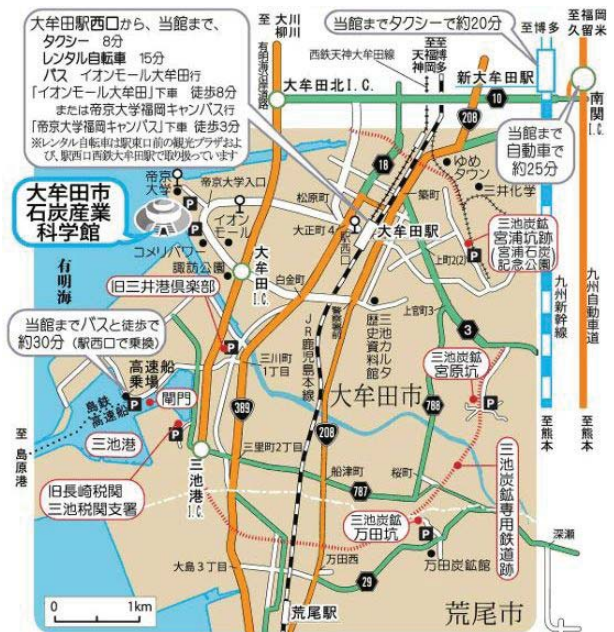 大牟田駅西口から、当館まで、
タクシー 8分
レンタル自転車 15分
バス イオンモール大牟田行
「イオンモール大牟田」下車 徒歩8分
または帝京大学福岡キャンパス行
「帝京大学福岡キャンパス」下車 徒歩3分
※レンタル自転車は駅東口前の観光プラザおよ
び、駅西口西鉄大牟田駅で取り扱っています
至大川
柳川
有明海沿岸道路
西鉄天神大牟田線
至天神
至福岡
博多
当館までタクシーで約20分
至博多
至福岡
久留米
新大牟田駅
大牟田北I.C.
10
南関I.C.
208
当館まで
自動車で
約25分
18
ゆめ
タウン
三井化学
帝京
大学
帝京大学入口
松原町
築町
大牟田市
石炭産業
科学館
イオン
モール
大正町4
駅西口
大牟田駅
三池炭鉱
宮浦坑跡
(宮浦石炭
記念公園)
上町2(2)
コメリパワー
諏訪公園
大牟田I.C.
白金町
有明海
旧三井港倶楽部
上官町3
3
九州新幹線
九州自動車道
当館までバスと徒歩で
約30分(駅西口で乗換)
三川町
1丁目
JR鹿児島本線
三池カルタ
歴史資料館
高速船
乗場
閘門
島鉄
高速船
大牟田市
三池炭鉱
宮原坑
至島原港
三池港
389
208
788
至熊本
至熊本
三里町2丁目
三池港I.C.
船津町
桜町
旧長崎税関
三池税関支署
787
三池炭鉱専用鉄道跡
三池炭鉱
万田坑
深瀬
大島3丁目
万田西
29
万田炭鉱館
0
1km
荒尾駅
荒尾市